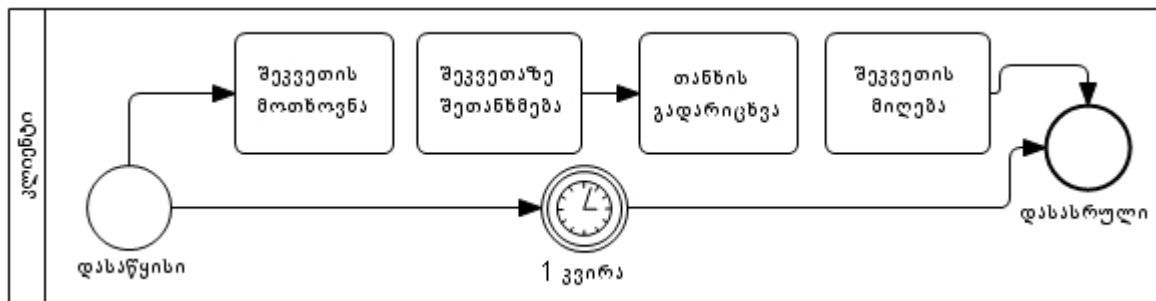 კლიენტი
შეკვეთის
მოთხოვნა
შეკვეთაზე
შეთანხმება
თანხის
გადარიცხვა
შეკვეთის
მიღება
დასაწყისი
1 კვირა
დასასრული